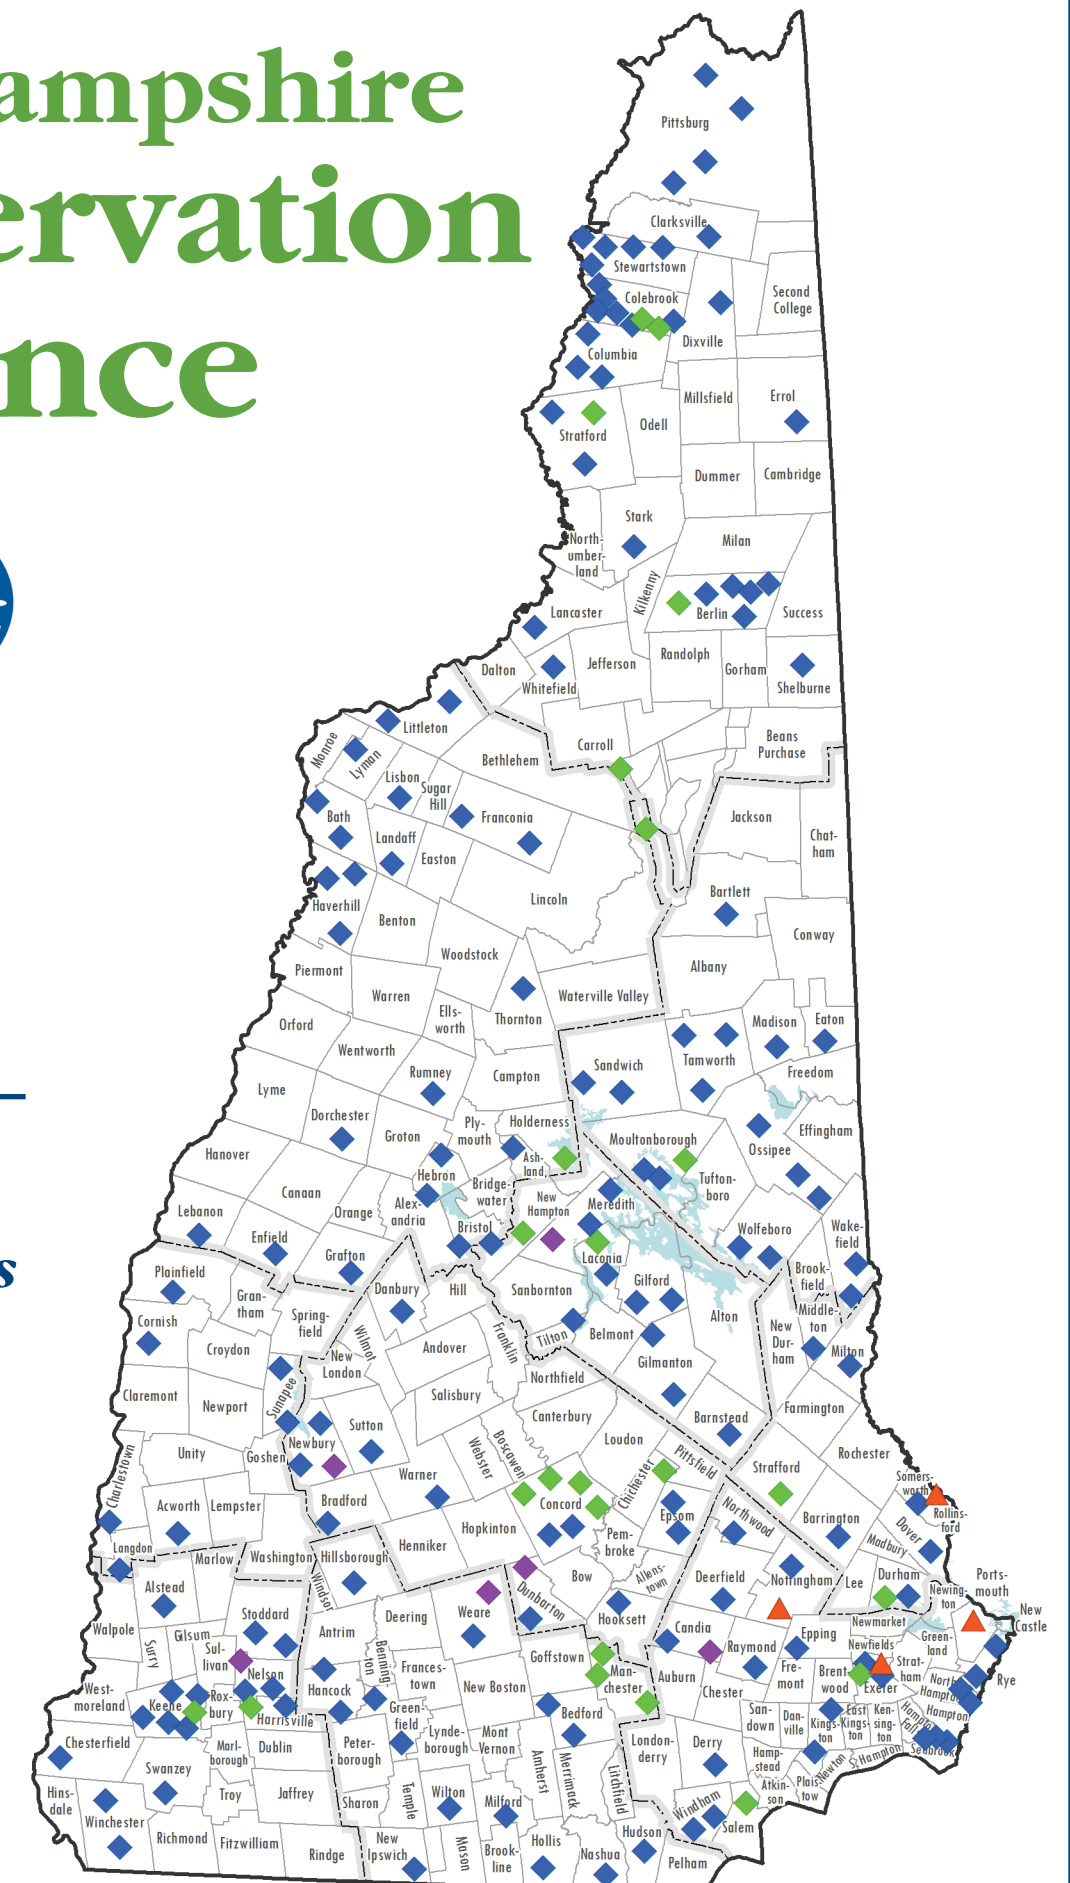 ampshire
ervation
nce
s
Pittsburg
Clarksville
Stewartstown
Second
College
Colebrook
Dixville
Columbia
Millsfield
Errol
Odell
Stratford
Dummer
Cambridge
Stark
North-
umber-
land
Milan
Kilkenny
Lancaster
Berlin
Success
Dalton
Jefferson
Randolph
Gorham
Whitefield
Shelburne
Littleton
Monroe
Lyman
Carroll
Beans
Purchase
Bethlehem
Lisbon
Sugar
Hill
Bath
Franconia
Jackson
Landaff
Chat-
ham
Easton
Bartlett
Lincoln
Haverhill
Benton
Conway
Woodstock
Albany
Piermont
Warren
Waterville Valley
Ells-
worth
Thornton
Madison
Eaton
Orford
Wentworth
Sandwich
Tamworth
Rumney
Campton
Freedom
Lyme
Dorchester
Groton
Ply-
mouth
Holderness
Moultonborough
Effingham
Ossipee
Hanover
Ash-
land
Hebron
Bridge-
water
Tufton-
boro
Canaan
Orange
Alex-
andria
New
Hampton
Meredith
Lebanon
Enfield
Bristol
Wolfeboro
Wake-
field
Grafton
Laconia
Plainfield
Gran-
tham
Danbury
Hill
Sanbornton
Gilford
Brook-
field
Cornish
Spring-
field
Alton
Middle-
ton
Croydon
Wilmot
Andover
Franklin
Tilton
Belmont
New
Dur-
ham
Milton
New
London
Gilmanton
Claremont
Newport
Sunapee
Salisbury
Northfield
Farmington
Sutton
Canterbury
Barnstead
Unity
Goshen
Newbury
Webster
Boscawen
Loudon
Pittsfield
Strafford
Rochester
Charlestown
Warner
Chichester
Somers-
worth
Acworth
Lempster
Bradford
Concord
Epsom
Northwood
Barrington
Rollins-
ford
Hopkinton
Pem-
broke
Dover
Madbury
Langdon
Marlow
Washington
Hillsborough
Henniker
Bow
Allens-
town
Deerfield
Nottingham
Lee
Durham
Ports-
mouth
Alstead
Windsor
Newing-
ton
New
Castle
Walpole
Stoddard
Deering
Weare
Dunbarton
Hooksett
Candia
Newmarket
Gilsum
Antrim
Epping
Green-
land
Surry
Sul-
livan
Benning-
ton
Goffstown
Raymond
Newfields
Nelson
Frances-
town
Man-
chester
Auburn
Fre-
mont
Brent-
wood
Strat-
ham
Exeter
Rye
West-
moreland
Hancock
New Boston
Chester
North
Hampton
Keene
Rox-
bury
Harrisville
Green-
field
Bedford
San-
down
Dan-
ville
Kings-
ton
East
Kings-
ton
Ken-
sing-
ton
Hampton
Hampton
Falls
Chesterfield
Marl-
borough
Dublin
Peter-
borough
Lynde-
borough
Mont
Vernon
London-
derry
Derry
Seabrook
Amherst
Merrimack
Hamp-
stead
Newton
S Hampton
Swanzey
Litchfield
Atkin-
son
Plais-
tow
Hins-
dale
Troy
Jaffrey
Sharon
Temple
Wilton
Milford
Windham
Winchester
Salem
Richmond
Fitzwilliam
Rindge
New
Ipswich
Mason
Brook-
line
Hollis
Nashua
Hudson
Pelham